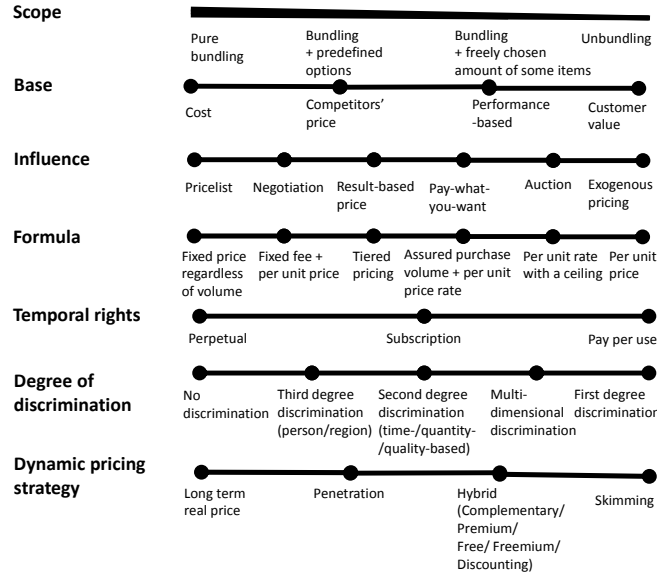 Scope
Pure
bundling
Bundling
+ predefined
options
Bundling
+ freely chosen
amount of some items
Unbundling
Base
Cost
Competitors'
price
Performance
-based
Customer
value
Influence
Pricelist
Negotiation
Result-based
price
Pay-what-
you-want
Auction
Exogenous
pricing
Formula
Fixed price
regardless
of volume
Fixed fee +
per unit price
Tiered
pricing
Assured purchase
volume + per unit
price rate
Per unit rate
with a ceiling
Per unit
price
Temporal rights
Perpetual
Subscription
Pay per use
Degree of
discrimination
No
discrimination
Third degree
discrimination
(person/region)
Second degree
discrimination
(time-/quantity-
/quality-based)
Multi-
dimensional
discrimination
First degree
discrimination
Dynamic pricing
strategy
Long term
real price
Penetration
Hybrid
(Complementary/
Premium/
Free/ Freemium/
Discounting)
Skimming